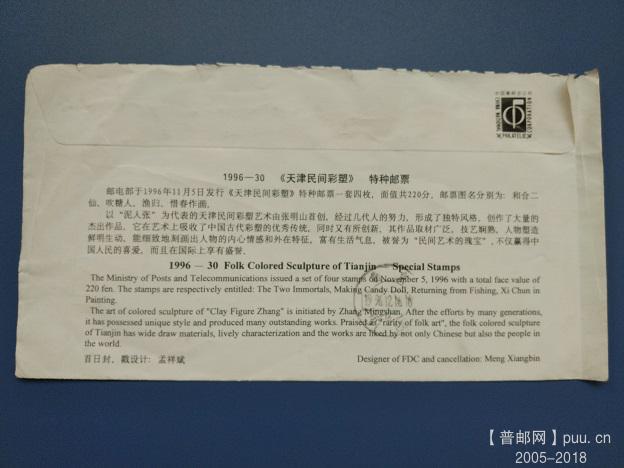 中国集邮总公司
CHINA NATIONAL
PHILATELIC
CORPORATION
1996—30 《天津民间彩塑》 特种邮票
邮电部于1996年11月5日发行《天津民间彩塑》特种邮票一套四枚，面值共220分，邮票图名分别为：和合二
仙、吹糖人、渔归、惜春作画。
以“泥人张”为代表的天津民间彩塑艺术由张明山首创，经过几代人的努力，形成了独特风格，创作了大量的
杰出作品，它在艺术上吸收了中国古代彩塑的优秀传统，同时又有所创新，其作品取材广泛，技艺娴熟，人物塑造
鲜明生动，能细致地刻画出人物的内心情感和外在特征，富有生活气息，被誉为“民间艺术的瑰宝”，不仅赢得中
国人民的喜爱，而且在国际上享有盛誉．
1996 — 30 Folk Colored Sculpture of Tianjin—Special Stamps
The Ministry of Posts and Telecommunications issued a set of four stamps on November 5, 1996 with a total face value of
220 fen. The stamps are respectively entitled: The Two Immortals, Making Candy Doll, Returning from Fishing, Xi Chun in
Painting.
The art of colored sculpture of "Clay Figure Zhang" is initiated by Zhang Mingshan. After the efforts by many generations,
it has possessed unique style and produced many outstanding works. Praised as "rarity of folk art", the folk colored sculpture
of Tianjin has wide draw materials, lively characterization and the works are liked by not only Chinese but also the people in
the world.
首日封、戳设计：孟祥斌 Designer of FDC and cancellation: Meng Xiangbin
【普邮网】puu.cn
2005-2018